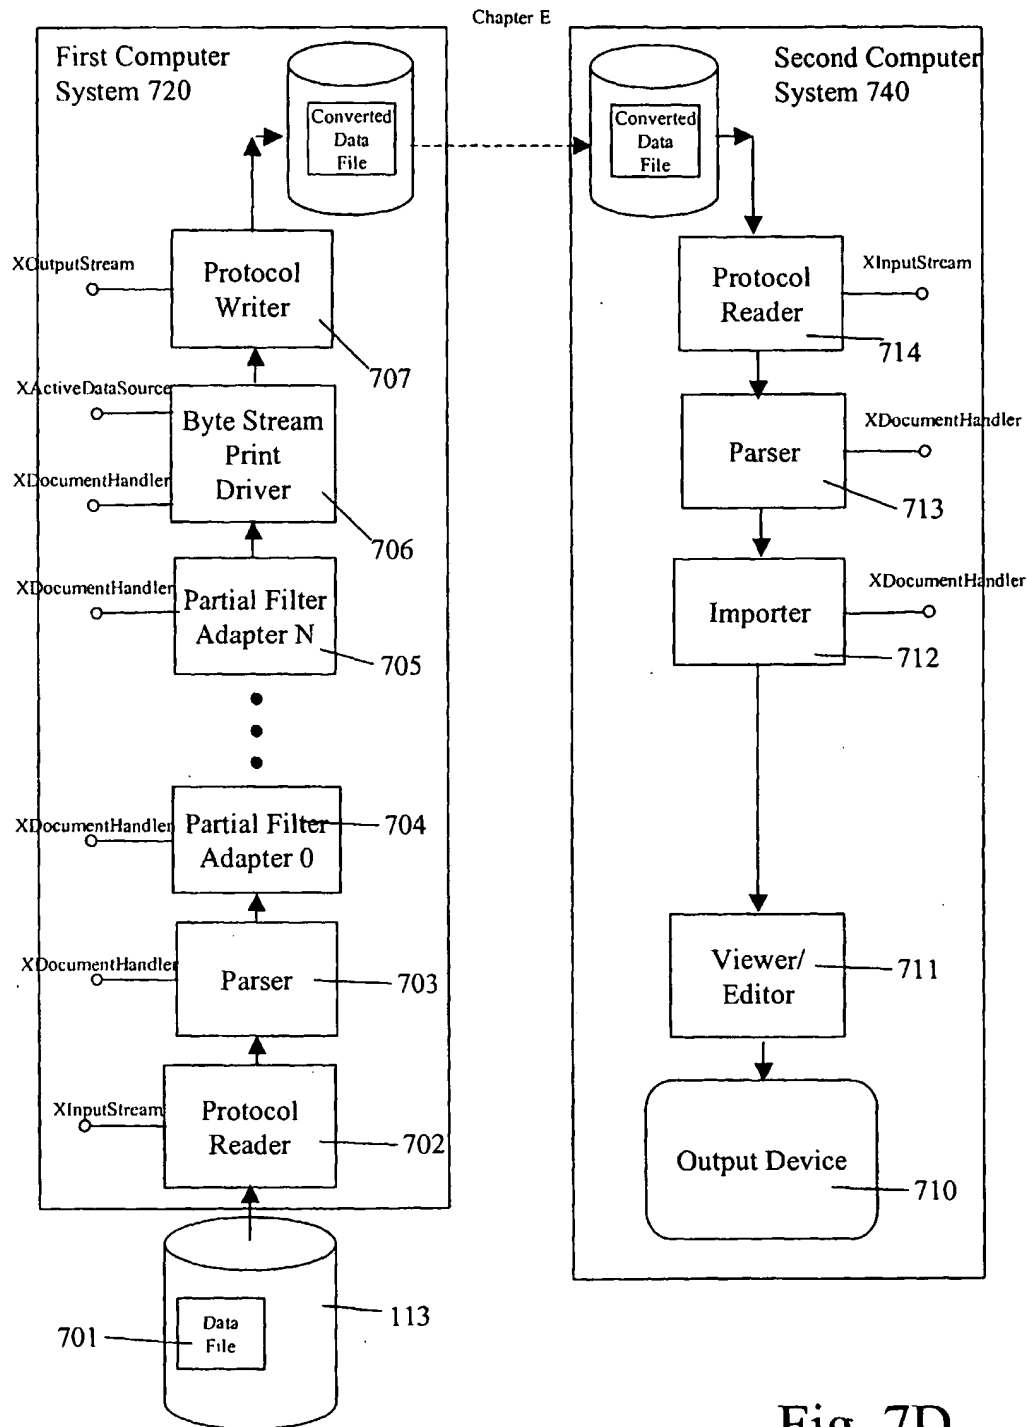 Chapter E
First Computer
System 720
Converted
Data
File
XOutputStream
Protocol
Writer
707
XActiveDataSource
Byte Stream
Print
Driver
XDocumentHandler
706
XDocumentHandler
Partial Filter
Adapter N
705
XDocumentHandler
Partial Filter
Adapter 0
704
XDocumentHandler
Parser
703
XInputStream
Protocol
Reader
702
701
Data
File
113
Second Computer
System 740
Converted
Data
File
Protocol
Reader
XInputStream
714
Parser
XDocumentHandler
713
Importer
XDocumentHandler
712
Viewer/
Editor
711
Output Device
710
Fig. 7D